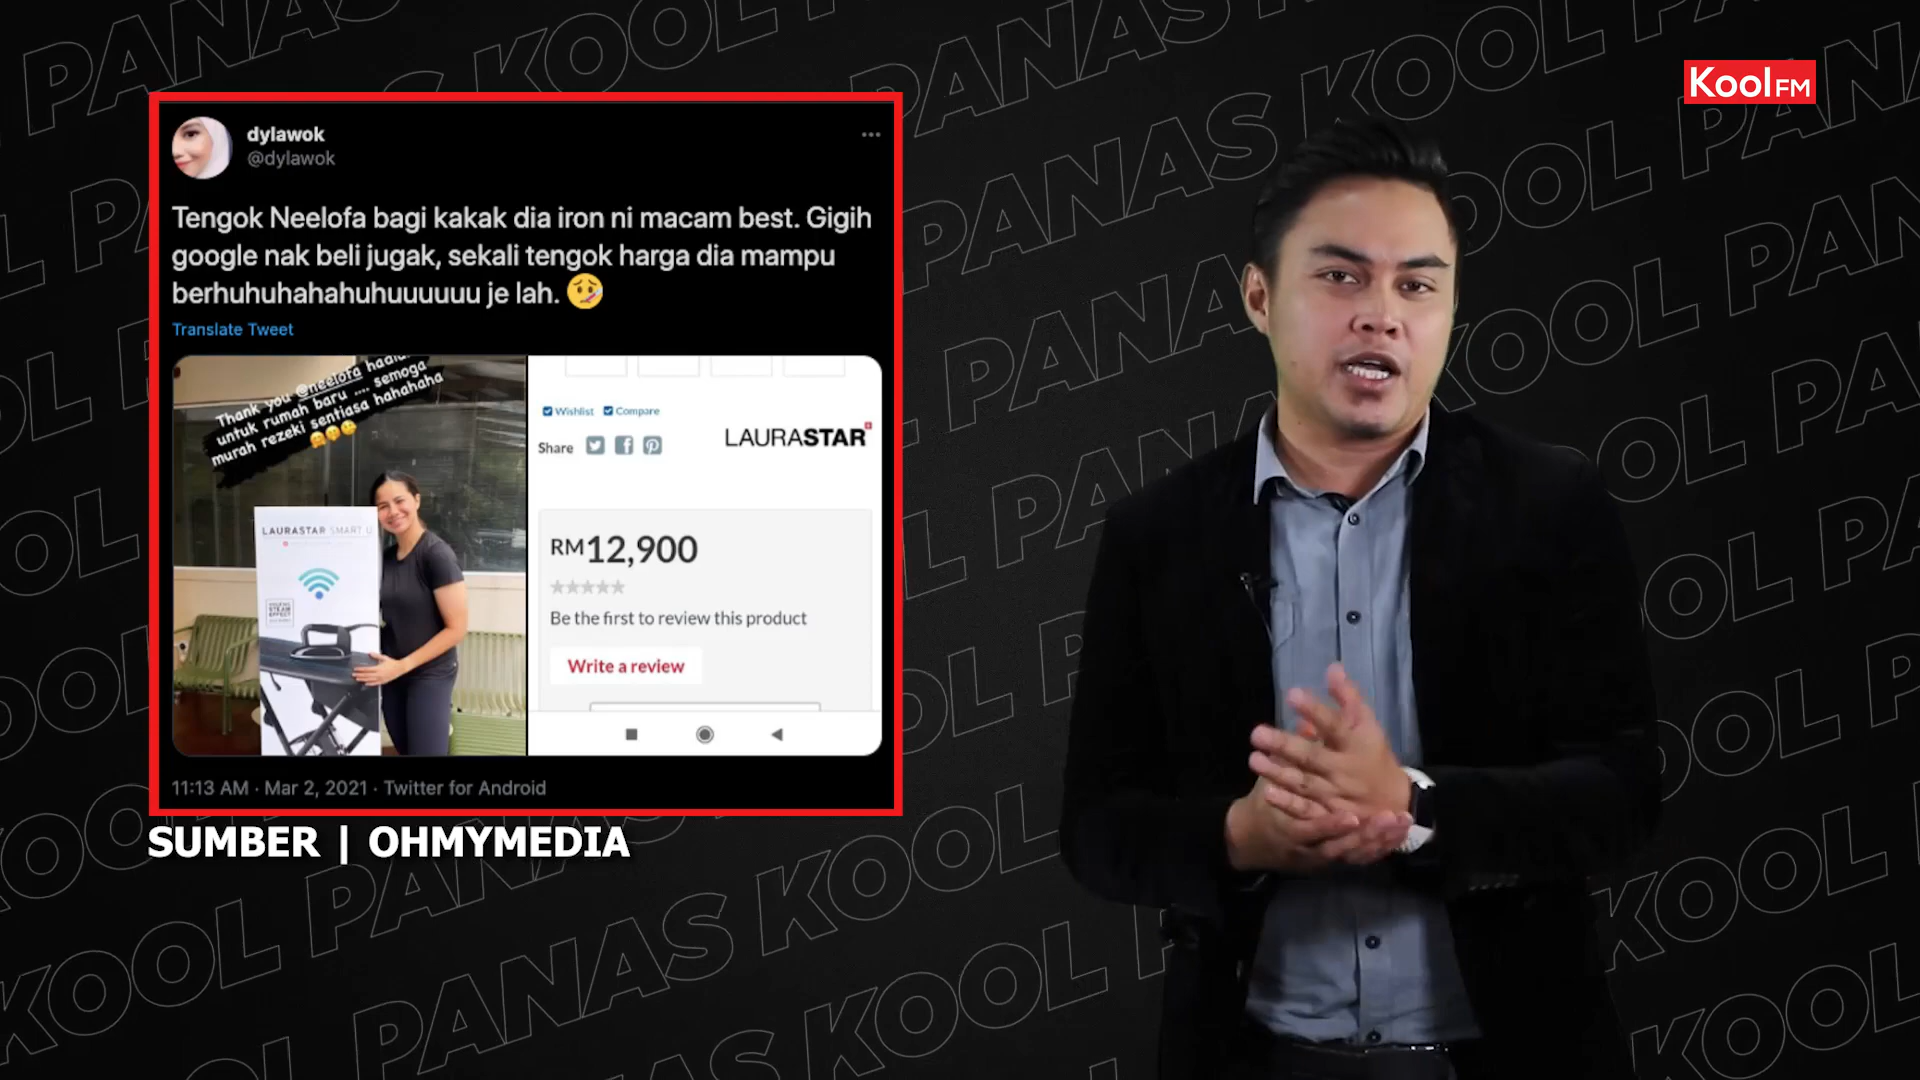 KoolFM
dylawok
@dylawok
Tengok Neelofa bagi kakak dia iron ni macam best. Gigih
google nak beli jugak, sekali tengok harga dia mampu
berhuhuhahahuhuuuuuu je lah. 🤒
Translate Tweet
Thank you @neelofa
untuk rumah baru .... semoga
murah rezeki sentiasa hahahaha
LAURASTAR SMART U
Wishlist Compare
Share
LAURASTAR
RM12,900
Be the first to review this product
Write a review
11:13 AM · Mar 2, 2021 · Twitter for Android
SUMBER | OHMYMEDIA
KOOL PANAS KOOL PANAS